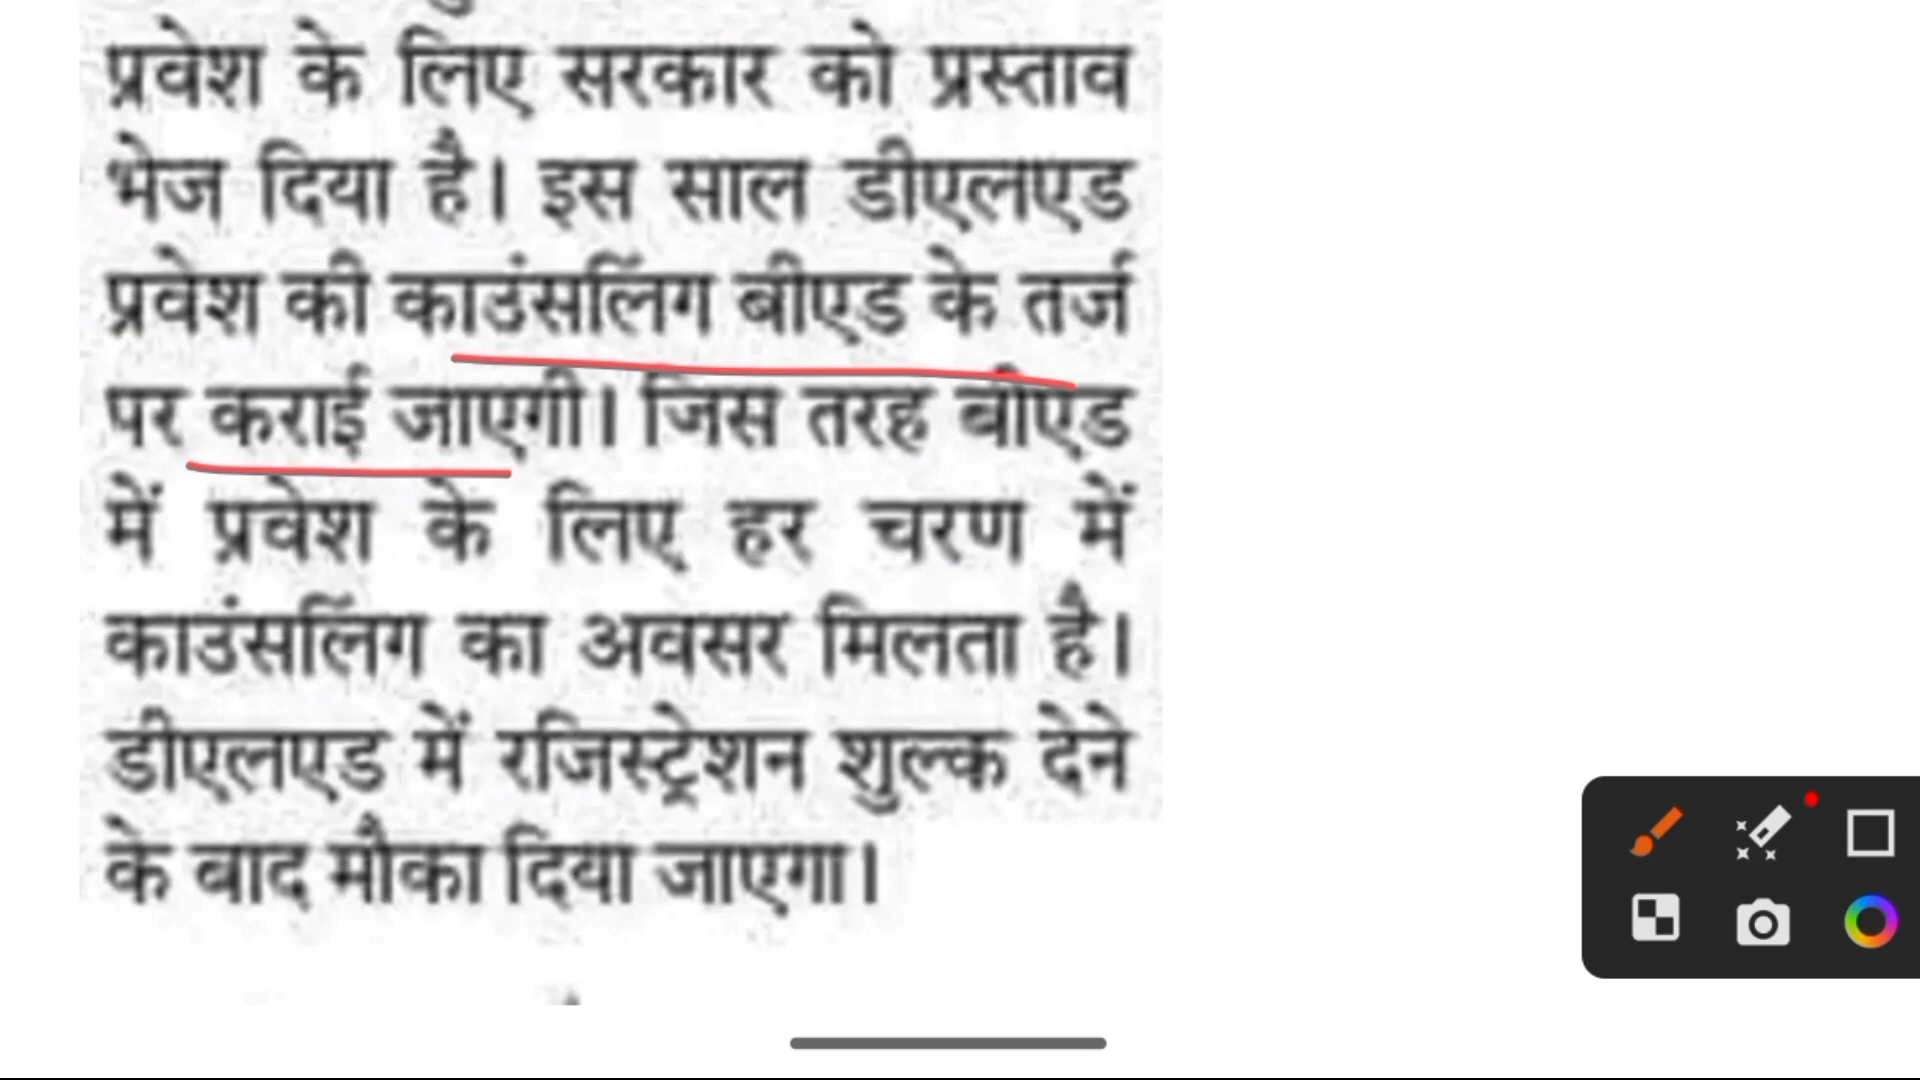 प्रवेश के लिए सरकार को प्रस्ताव
भेज दिया है। इस साल डीएलएड
प्रवेश की काउंसलिंग बीएड के तर्ज
पर कराई जाएगी। जिस तरह बीएड
में प्रवेश के लिए हर चरण में
काउंसलिंग का अवसर मिलता है।
डीएलएड में रजिस्ट्रेशन शुल्क देने
के बाद मौका दिया जाएगा।